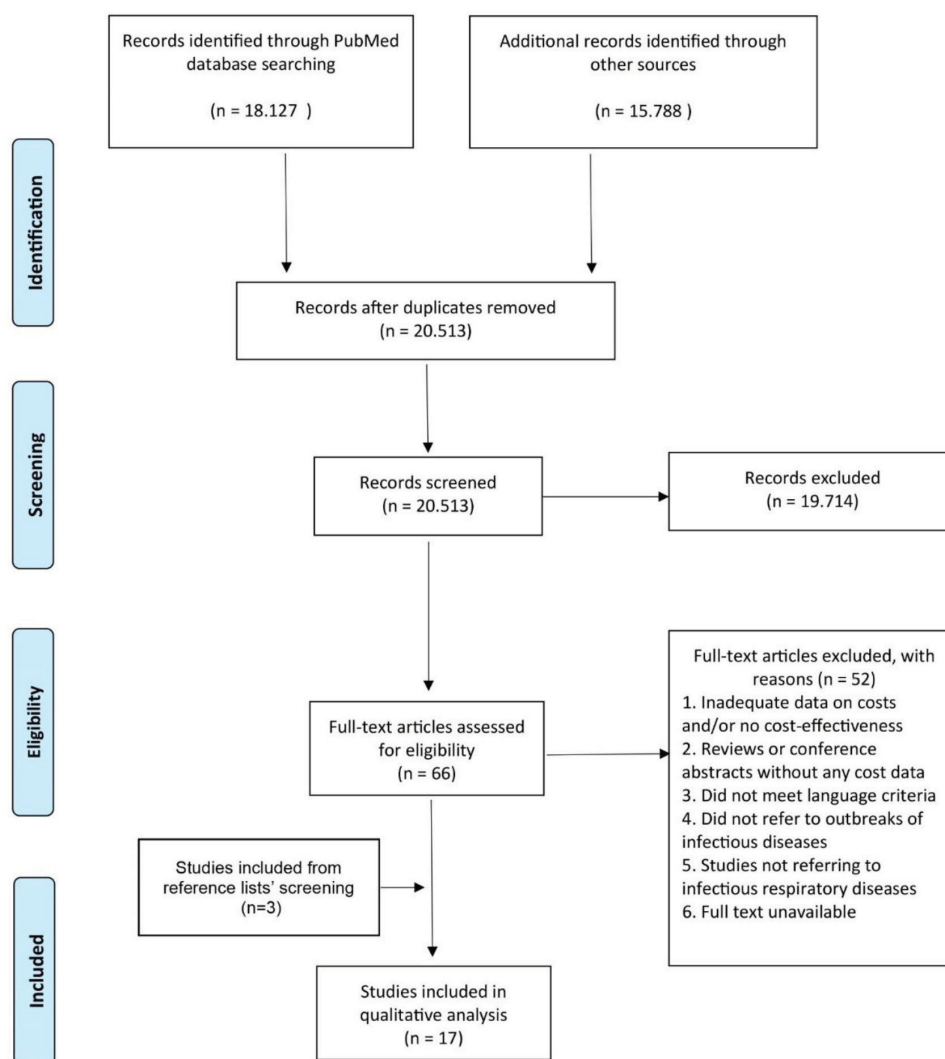 Records identified through PubMed
database searching
(n = 18.127 )
Additional records identified through
other sources
(n = 15.788 )
Identification
Records after duplicates removed
(n = 20.513)
Screening
Records screened
(n = 20.513)
Records excluded
(n = 19.714)
Eligibility
Full-text articles assessed
for eligibility
(n = 66)
Full-text articles excluded, with
reasons (n = 52)
1. Inadequate data on costs
and/or no cost-effectiveness
2. Reviews or conference
abstracts without any cost data
3. Did not meet language criteria
4. Did not refer to outbreaks of
infectious diseases
5. Studies not referring to
infectious respiratory diseases
6. Full text unavailable
Studies included from
reference lists’ screening
(n=3)
Included
Studies included in
qualitative analysis
(n = 17)